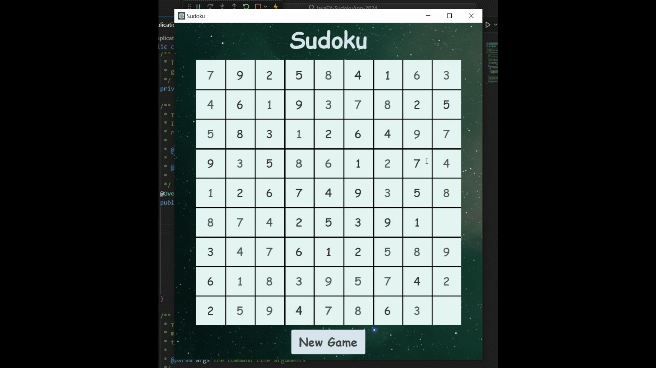 Sudoku
Sudoku
7 9 2 5 8 4 1 6 3
4 6 1 9 3 7 8 2 5
5 8 3 1 2 6 4 9 7
9 3 5 8 6 1 2 7 4
1 2 6 7 4 9 3 5 8
8 7 4 2 5 3 9 1
3 4 7 6 1 2 5 8 9
6 1 8 3 9 5 7 4 2
2 5 9 4 7 8 6 3
New Game